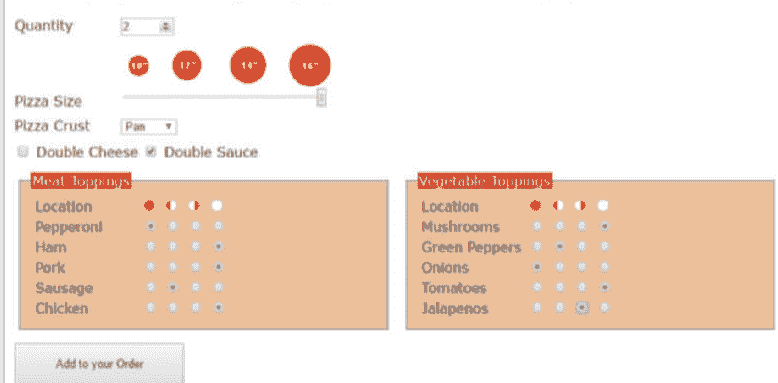 Quantity 2
10" 12" 14" 16"
Pizza Size
Pizza Crust Pan
Double Cheese Double Sauce
Meat Toppings Vegetable Toppings
Location Location
Pepperoni Mushrooms
Ham Green Peppers
Pork Onions
Sausage Tomatoes
Chicken Jalapenos
Add to your Order